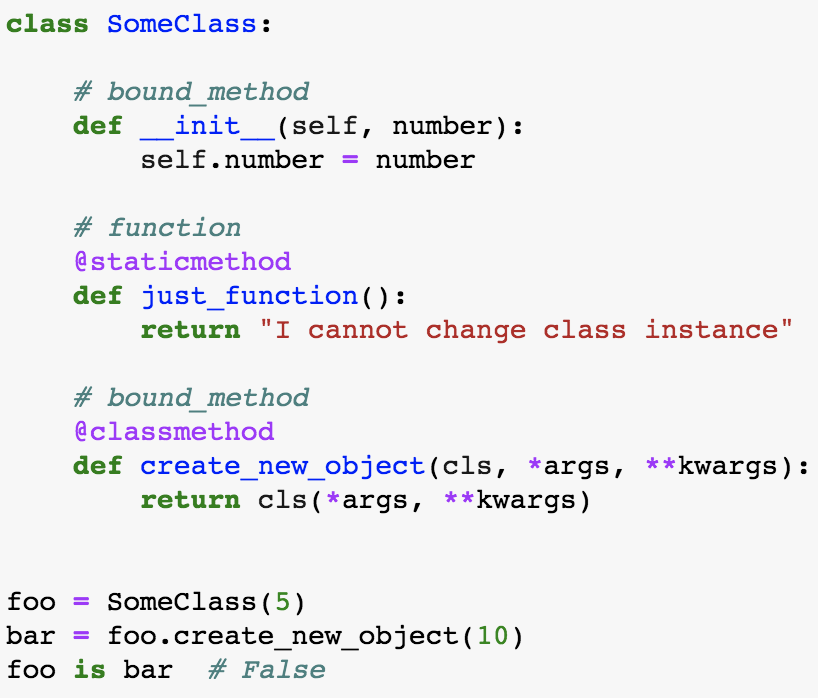 class SomeClass:
    # bound_method
    def __init__(self, number):
        self.number = number
    # function
    @staticmethod
    def just_function():
        return "I cannot change class instance"
    # bound_method
    @classmethod
    def create_new_object(cls, *args, **kwargs):
        return cls(*args, **kwargs)
foo = SomeClass(5)
bar = foo.create_new_object(10)
foo is bar  # False